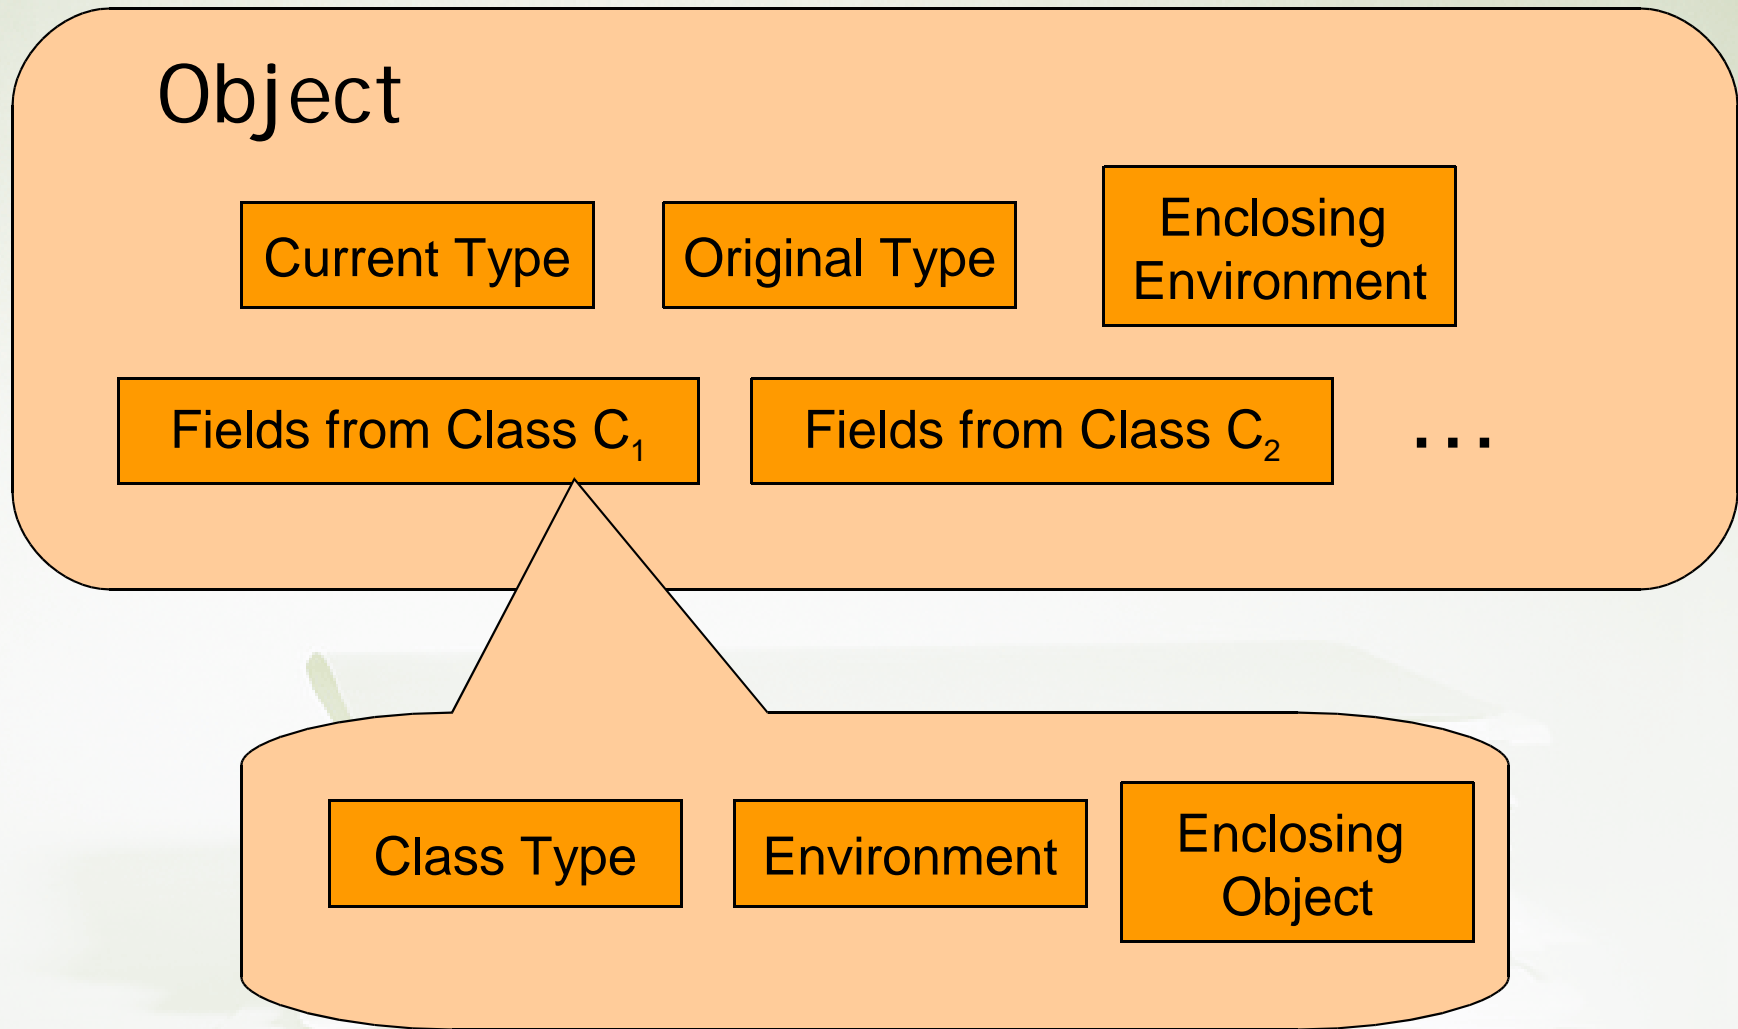 Object
Current Type
Original Type
Enclosing
Environment
Fields from Class C₁
Fields from Class C₂
...
Class Type
Environment
Enclosing
Object